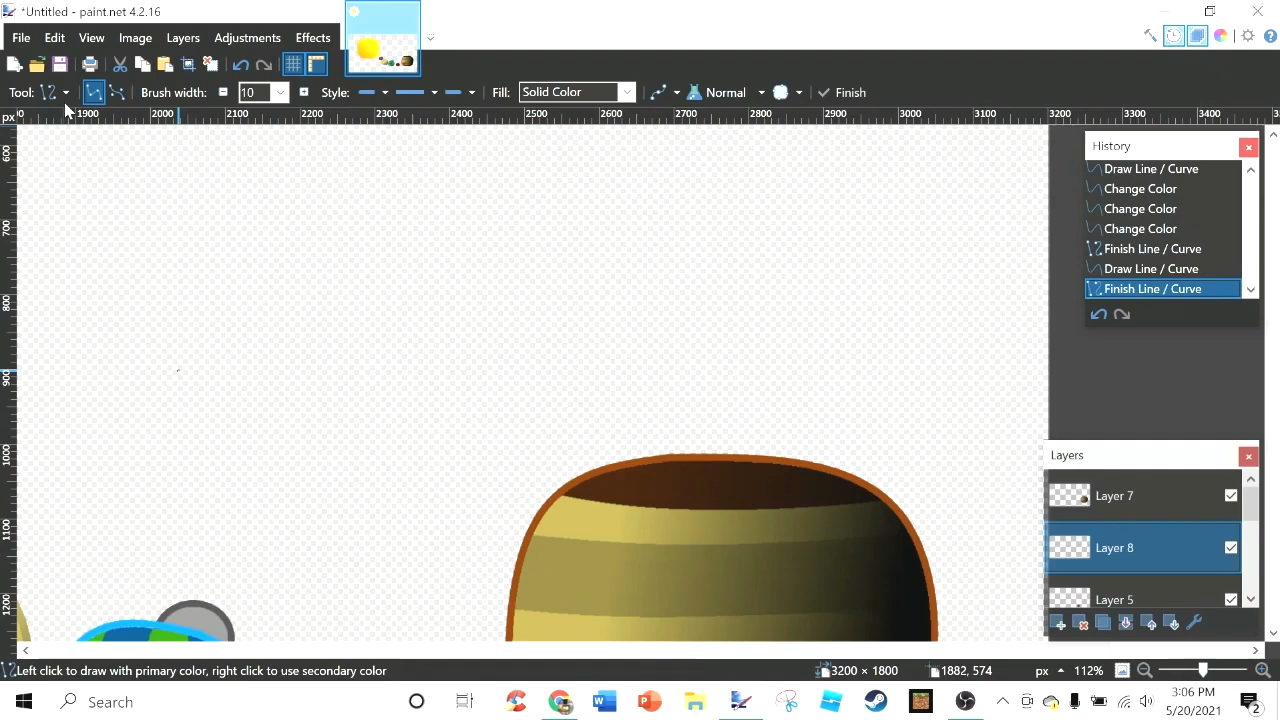 *Untitled - paint.net 4.2.16
File Edit View Image Layers Adjustments Effects
Tool: Brush width: 10 Style: Fill: Solid Color Normal Finish
px 1900 2000 2100 2200 2300 2400 2500 2600 2700 2800 2900 3000 3100 3200 3300 3400
600
700
800
900
1000
1100
1200
History
Draw Line / Curve
Change Color
Change Color
Change Color
Finish Line / Curve
Draw Line / Curve
Finish Line / Curve
Layers
Layer 7
Layer 8
Layer 5
Left click to draw with primary color, right click to use secondary color 3200 x 1800 1882, 574 px 112%
Search
3:06 PM
5/20/2021
2